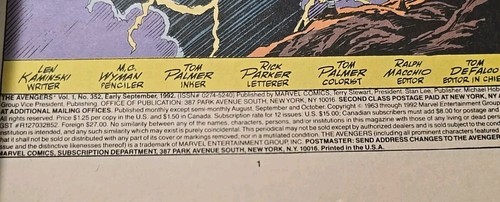 LEN KAMINSKI WRITER
M.C. WYMAN PENCILER
TOM PALMER INKER
RICK PARKER LETTERER
TOM PALMER COLORIST
RALPH MACCHIO EDITOR
TOM DEFALCO EDITOR IN CHIE
THE AVENGERS® Vol. 1, No. 352, Early September, 1992. (ISSN# 0274-5240) Published by MARVEL COMICS, Terry Stewart, President. Stan Lee, Publisher. Michael Hob
Group Vice President, Publishing. OFFICE OF PUBLICATION: 387 PARK AVENUE SOUTH, NEW YORK, NY 10016. SECOND CLASS POSTAGE PAID AT NEW YORK, NY
AT ADDITIONAL MAILING OFFICES. Published monthly except semi-monthly August, September and October. Copyright © 1963 through 1992 Marvel Entertainment
All rights reserved. Price $1.25 per copy in the U.S. and $1.50 in Canada. Subscription rate for 12 issues: U.S. $15.00; Canadian subscribers must add $8.00 for postage and
GST #R127032852. Foreign $27.00. No similarity between any of the names, characters, persons, and/or institutions in this magazine with those of any living or dead pers
institution is intended, and any such similarity which may exist is purely coincidental. This periodical may not be sold except by authorized dealers and is sold subject to the cond
that it shall not be sold or distributed with any part of its cover or markings removed, nor in a mutilated condition. THE AVENGERS (including all prominent characters featured
issue and the distinctive likenesses thereof) is a trademark of MARVEL ENTERTAINMENT GROUP, INC. POSTMASTER: SEND ADDRESS CHANGES TO THE AVENGER
MARVEL COMICS, SUBSCRIPTION DEPARTMENT, 387 PARK AVENUE SOUTH, NEW YORK, N.Y. 10016. Printed in the U.S.A.
1